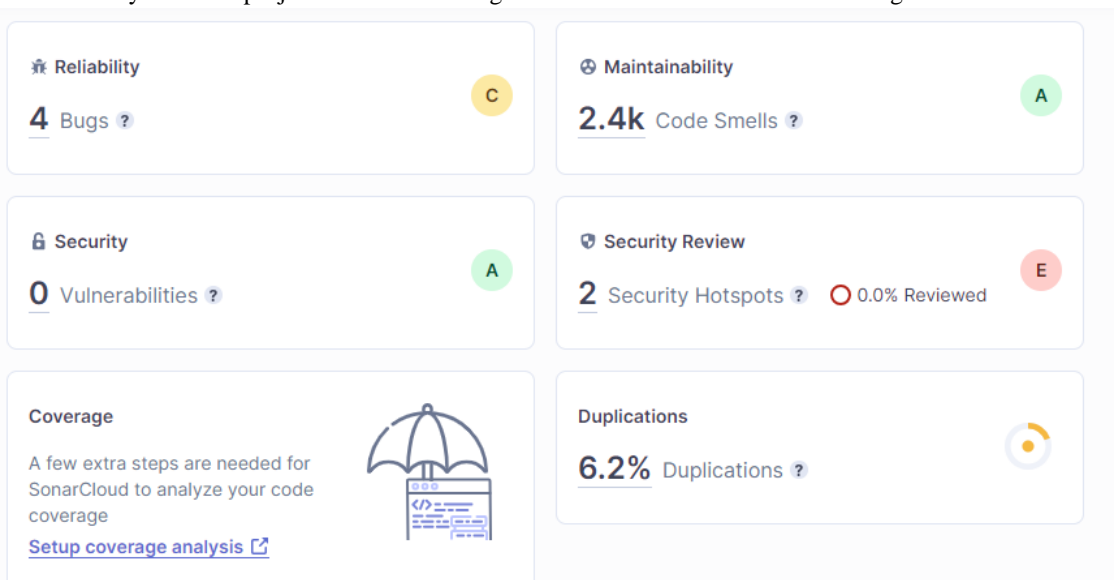 Reliability
4 Bugs ?
C
Maintainability
2.4k Code Smells ?
A
Security
0 Vulnerabilities ?
A
Security Review
2 Security Hotspots ? 0.0% Reviewed
E
Coverage
A few extra steps are needed for
SonarCloud to analyze your code
coverage
Setup coverage analysis
</>
Duplications
6.2% Duplications ?